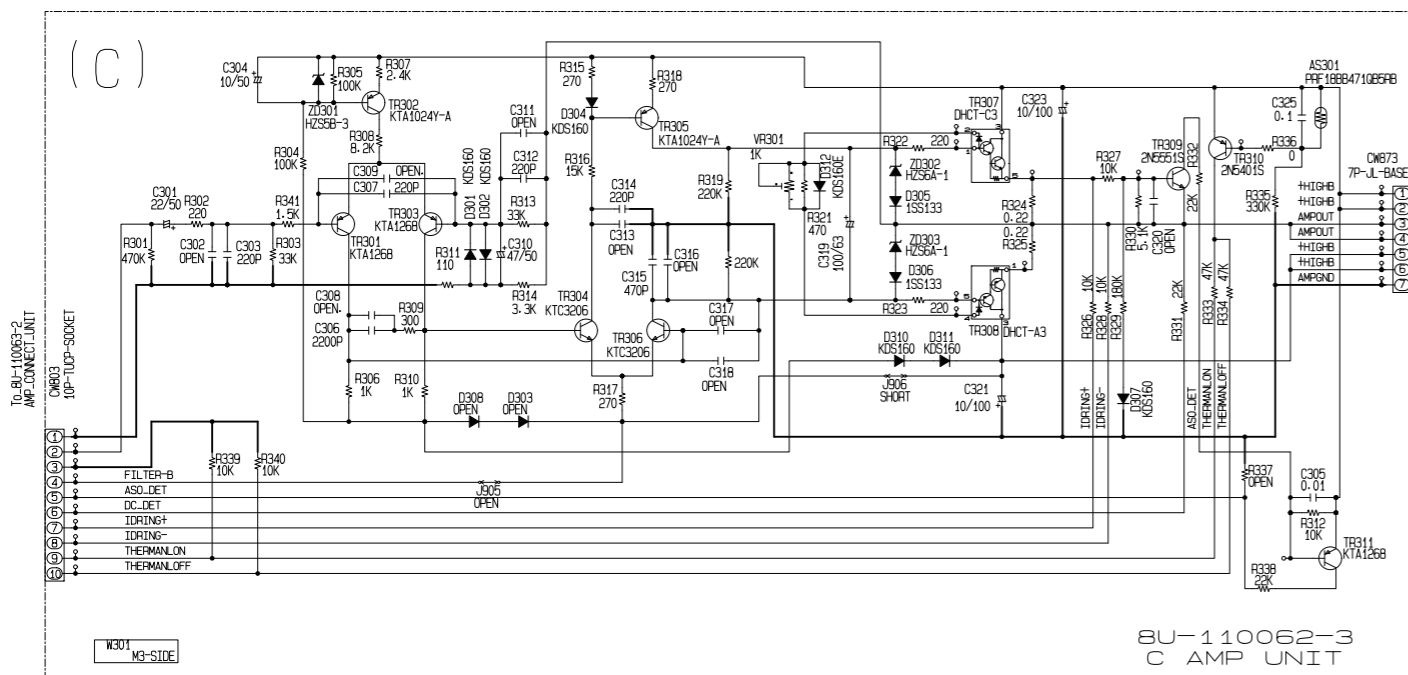 (C)
C304
10/50
ZD301
HZS5B-3
R305
100K
R307
2.4K
TR302
KTA1024Y-A
R308
8.2K
R304
100K
C309
OPEN.
C307
220P
C311
OPEN
C312
220P
R313
33K
KDS160
KDS160
D301
D302
C310
47/50
R311
110
R314
3.3K
C301
22/50
R302
220
R341
1.5K
R301
470K
C302
OPEN
C303
220P
R303
33K
TR301
KTA1268
TR303
KTA1268
C308
OPEN.
C306
2200P
R309
300
R306
1K
R310
1K
D308
OPEN
D303
OPEN
R315
270
D304
KDS160
R318
270
TR305
KTA1024Y-A
R316
15K
C314
220P
C313
OPEN
C315
470P
C316
OPEN
R319
220K
220K
TR304
KTC3206
TR306
KTC3206
C317
OPEN
C318
OPEN
R317
270
VR301
1K
D312
KDS160E
R321
470
C319
100/63
R322
220
ZD302
HZS6A-1
D305
1SS133
ZD303
HZS6A-1
D306
1SS133
R323
220
TR307
DHCT-C3
2
1
3
5
TR308
DHCT-A3
1
5
4
3
C323
10/100
R324
0.22
0.22
R325
D310
KDS160
D311
KDS160
J906
SHORT
C321
10/100
R327
10K
R330
5.1K
C320
OPEN
TR309
2N5551S
R332
22K
TR310
2N5401S
R336
0
C325
0.1
AS301
PRF18BB471QB5RB
R335
330K
R326
10K
R328
10K
R329
180K
R331
22K
R333
47K
R334
47K
IDRING+
IDRING-
D307
KDS160
ASO_DET
THERMANLON
THERMANLOFF
CW873
7P-JL-BASE
+HIGHB
1
+HIGHB
2
AMPOUT
3
AMPOUT
4
+HIGHB
5
+HIGHB
6
AMPGND
7
R337
OPEN
C305
0.01
R312
10K
TR311
KTA1268
R338
22K
To_8U-110063-2
AMP_CONNECT_UNIT
CW803
10P-TUCP-SOCKET
1
2
3
4
FILTER-B
5
ASO_DET
6
DC_DET
7
IDRING+
8
IDRING-
9
THERMANLON
10
THERMANLOFF
R339
10K
R340
10K
J905
OPEN
W301
M3-SIDE
8U-110062-3
C AMP UNIT